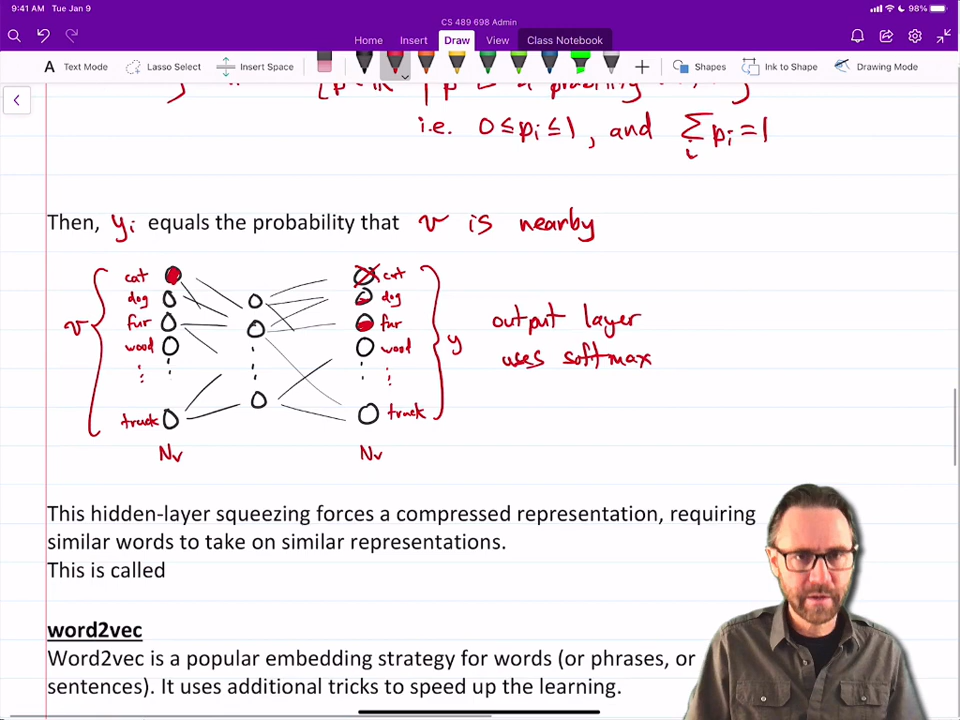 9:41 AM Tue Jan 9
98%
CS 489 698 Admin
Home Insert Draw View Class Notebook
A Text Mode Lasso Select Insert Space Shapes Ink to Shape Drawing Mode
i.e. 0 ≤ pi ≤ 1, and ∑i pi = 1
Then, yi equals the probability that v is nearby
cat cat
dog dog
fur fur
wood wood
v y
truck truck
Nv Nv
output layer
uses softmax
This hidden-layer squeezing forces a compressed representation, requiring
similar words to take on similar representations.
This is called
word2vec
Word2vec is a popular embedding strategy for words (or phrases, or
sentences). It uses additional tricks to speed up the learning.